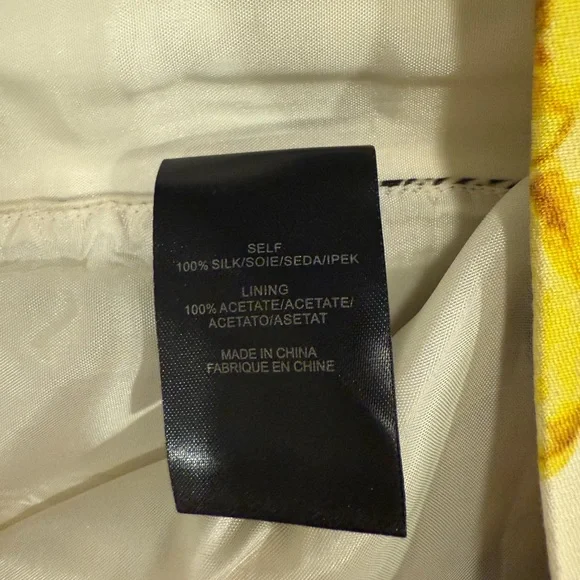 SELF
100% SILK/SOIE/SEDA/IPEK
LINING
100% ACETATE/ACETATE/
ACETATO/ASETAT
MADE IN CHINA
FABRIQUE EN CHINE